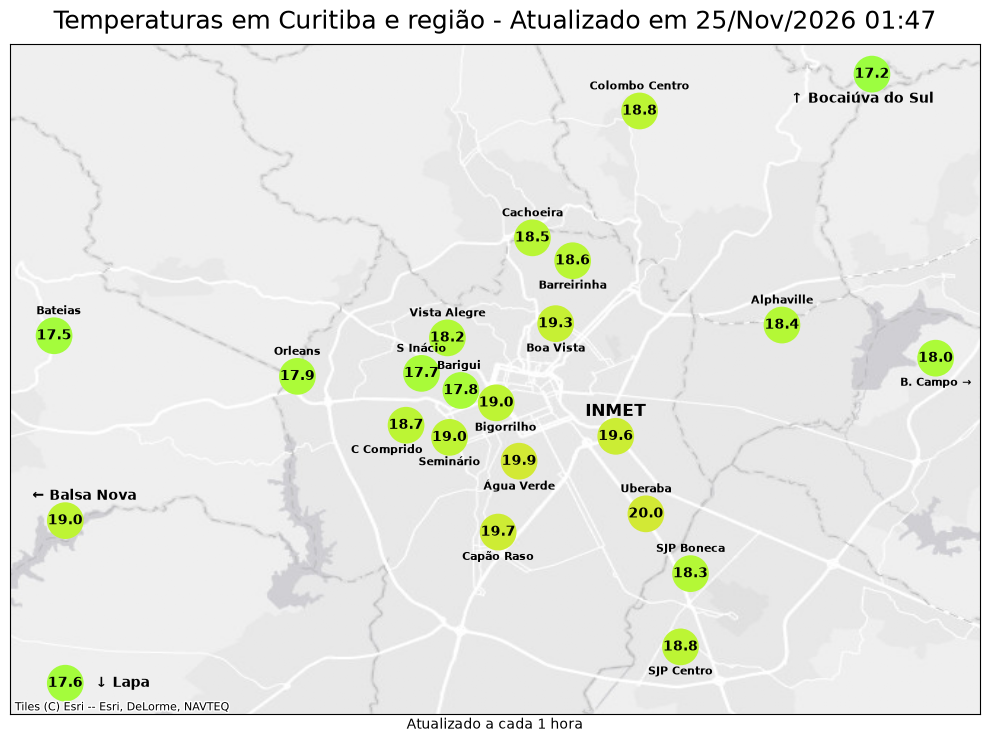 Temperaturas em Curitiba e região - Atualizado em 25/Nov/2026 01:47
17.2
↑ Bocaiúva do Sul
Colombo Centro
18.8
Cachoeira
18.5
18.6
Barreirinha
Bateias
17.5
Vista Alegre
18.2
19.3
Boa Vista
Alphaville
18.4
Orleans
17.9
S Inácio
17.7
Barigui
17.8
18.0
B. Campo →
19.0
Bigorrilho
18.7
C Comprido
19.0
Seminário
INMET
19.6
19.9
Água Verde
← Balsa Nova
19.0
Uberaba
20.0
19.7
Capão Raso
SJP Boneca
18.3
18.8
SJP Centro
17.6
↓ Lapa
Tiles (C) Esri -- Esri, DeLorme, NAVTEQ
Atualizado a cada 1 hora